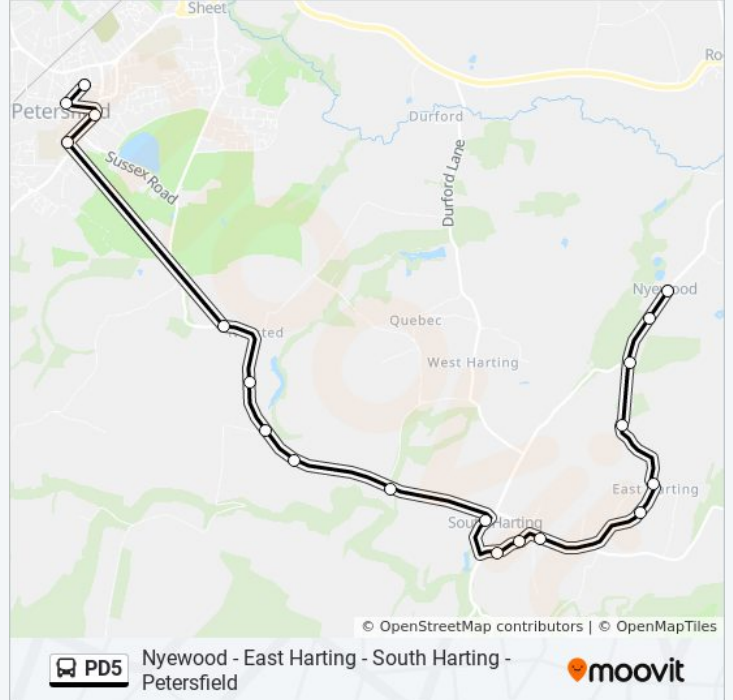 Sheet
Ro
Petersfield
Durford
Sussex Road
Durford Lane
Nyewood
Quebec
Nursted
West Harting
East Harting
South Harting
© OpenStreetMap contributors | © OpenMapTiles
PD5
Nyewood - East Harting - South Harting -
Petersfield
moovit